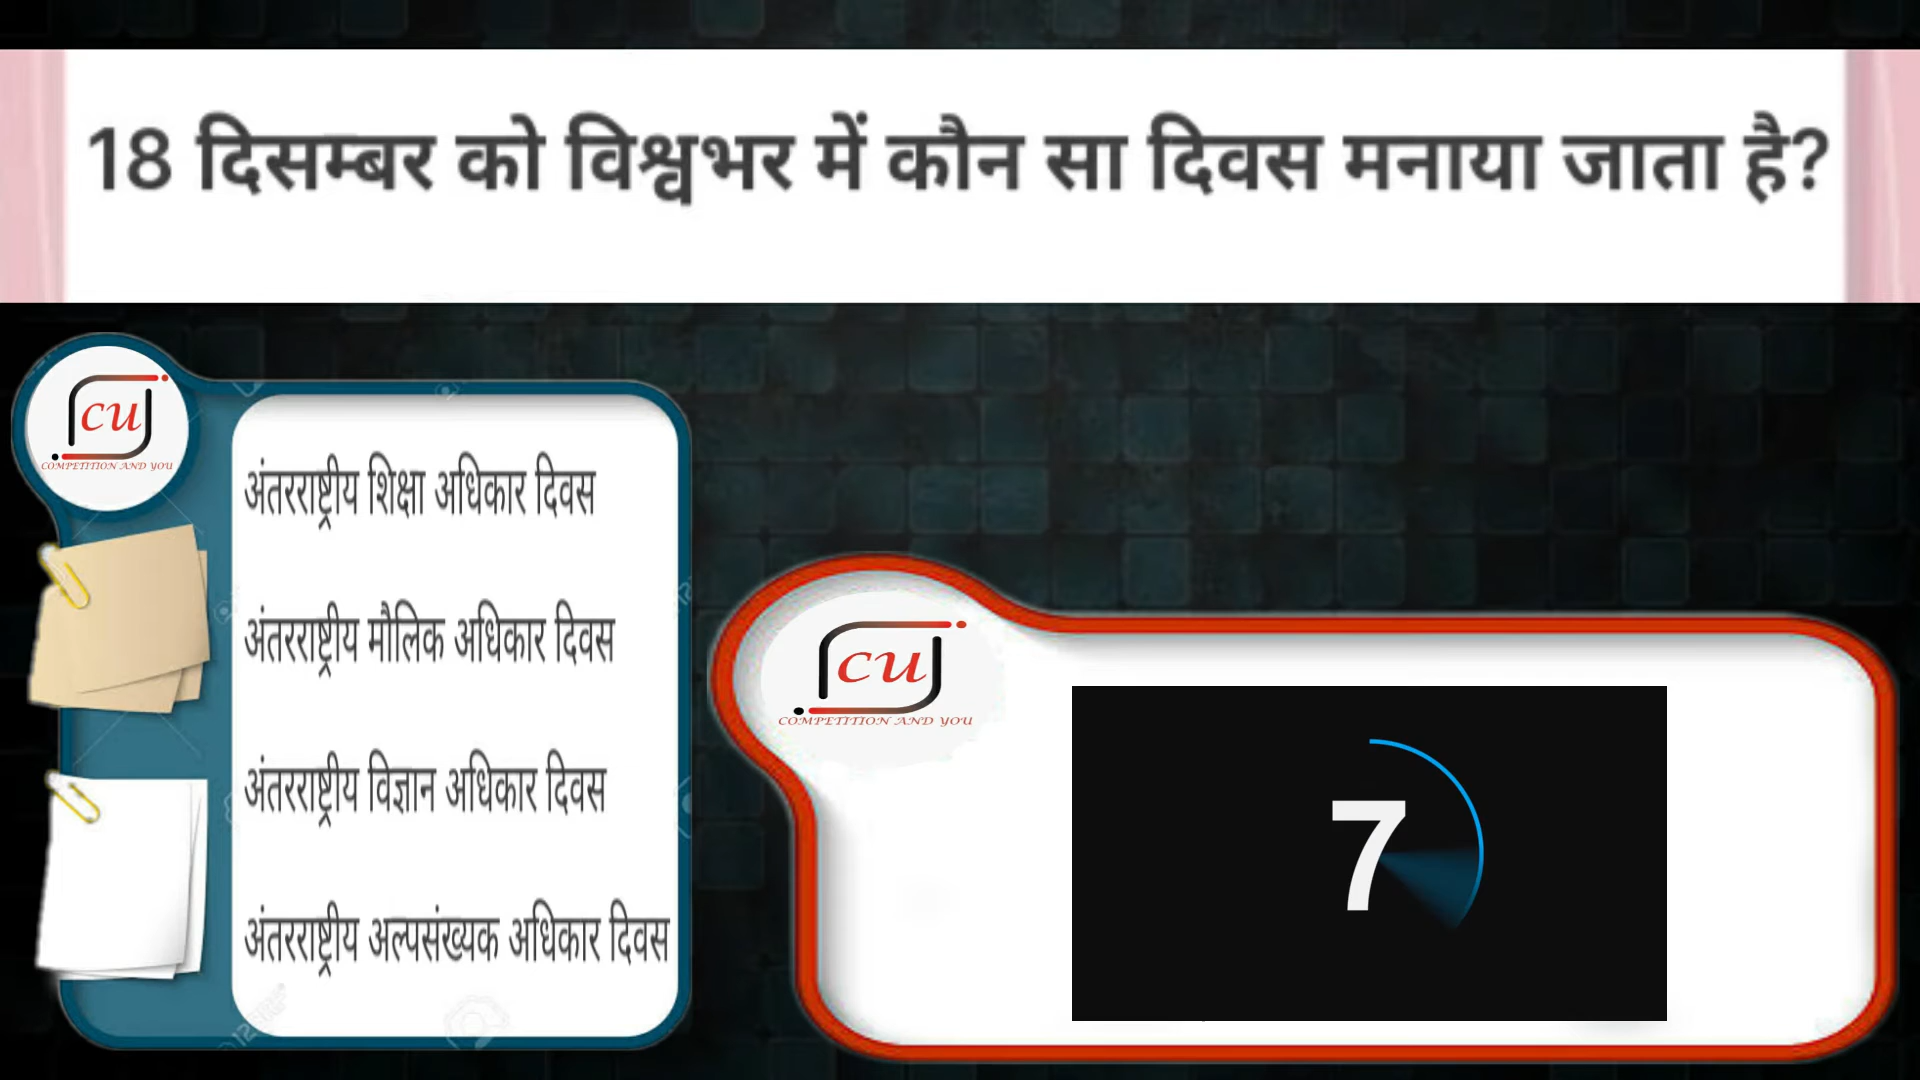 18 दिसम्बर को विश्वभर में कौन सा दिवस मनाया जाता है?
CU
COMPETITION AND YOU
अंतरराष्ट्रीय शिक्षा अधिकार दिवस
अंतरराष्ट्रीय मौलिक अधिकार दिवस
अंतरराष्ट्रीय विज्ञान अधिकार दिवस
अंतरराष्ट्रीय अल्पसंख्यक अधिकार दिवस
CU
COMPETITION AND YOU
7